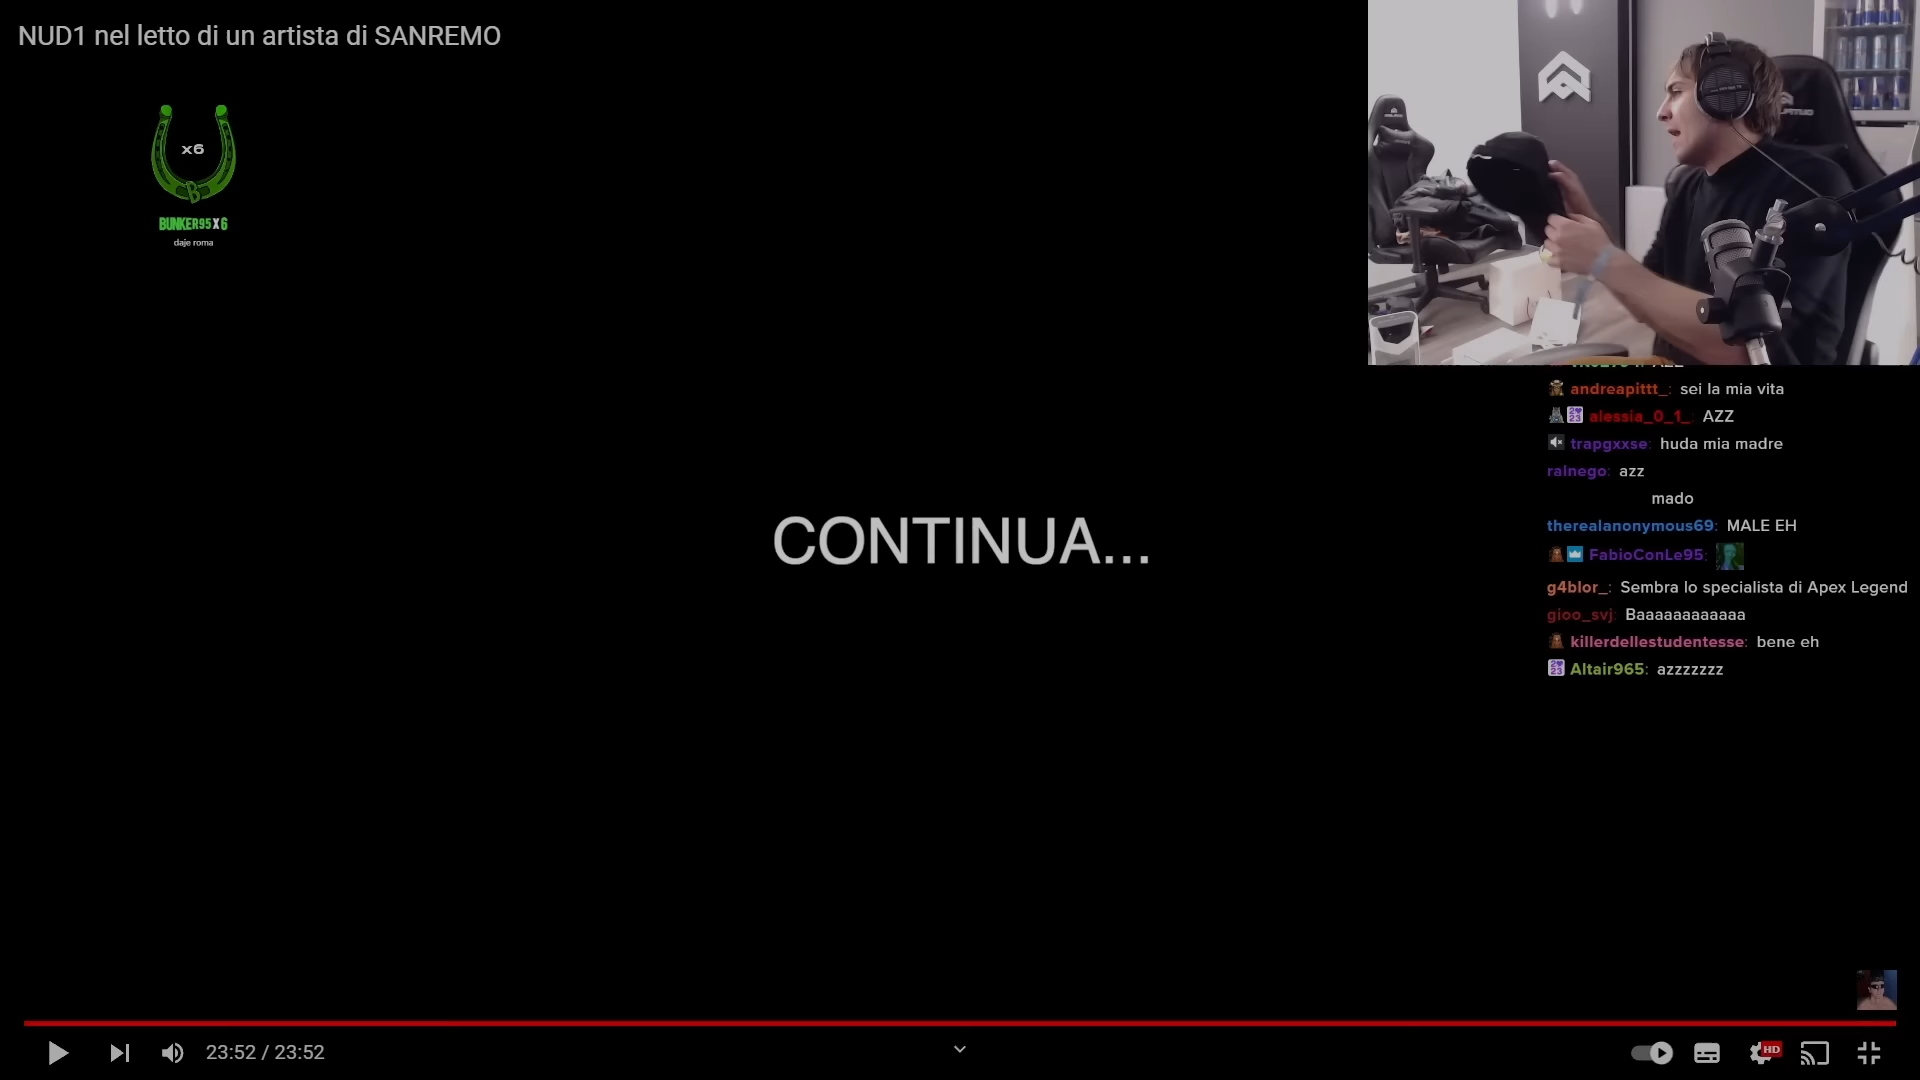 NUD1 nel letto di un artista di SANREMO
x6
BUNKER95X6
daje roma
andreapittt_: sei la mia vita
alessia_0_1_: AZZ
trapgxxse: huda mia madre
ralnego: azz
mado
therealanonymous69: MALE EH
FabioConLe95:
g4blor_: Sembra lo specialista di Apex Legend
gioo_svj: Baaaaaaaaaaaa
killerdellestudentesse: bene eh
Altair965: azzzzzzz
CONTINUA...
23:52 / 23:52
HD